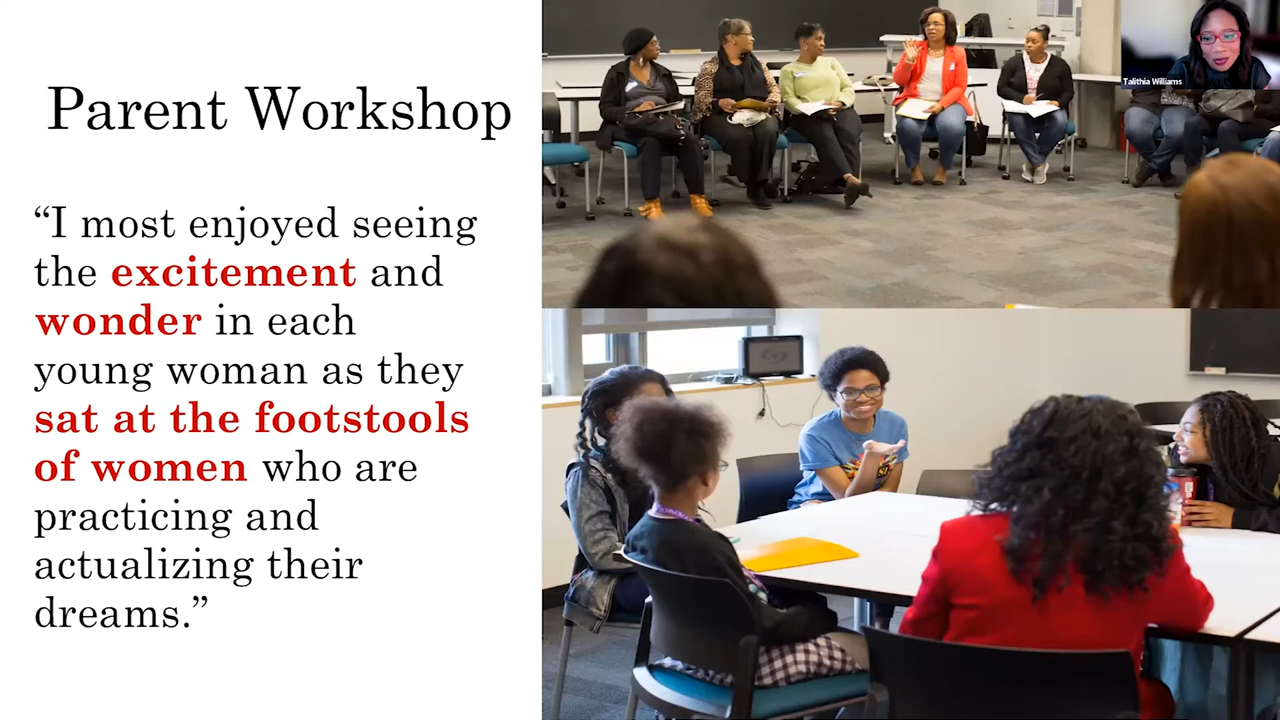 Parent Workshop
“I most enjoyed seeing
the excitement and
wonder in each
young woman as they
sat at the footstools
of women who are
practicing and
actualizing their
dreams.”
Talithia Williams